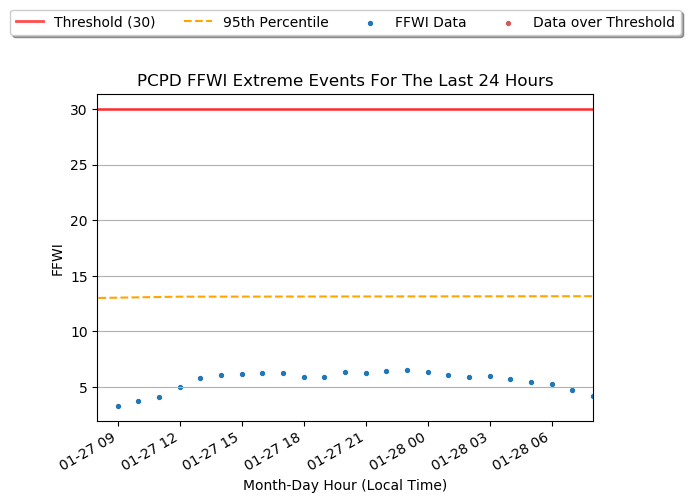 Threshold (30) 95th Percentile FFWI Data Data over Threshold
PCPD FFWI Extreme Events For The Last 24 Hours
30
25
20
15
10
5
FFWI
01-27 09 01-27 12 01-27 15 01-27 18 01-27 21 01-28 00 01-28 03 01-28 06
Month-Day Hour (Local Time)